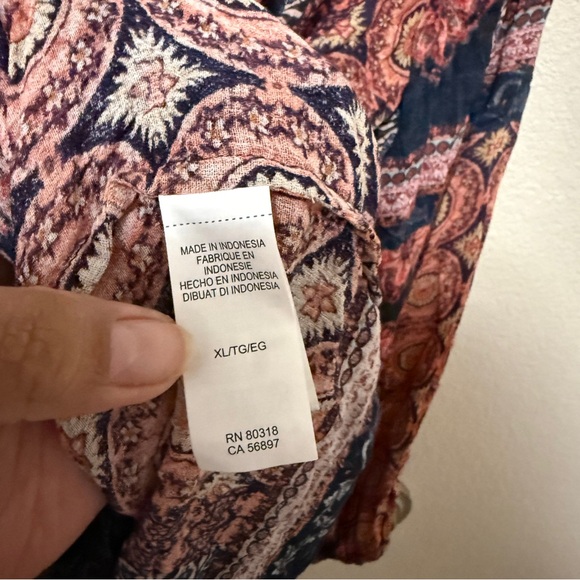 MADE IN INDONESIA
FABRIQUE EN
INDONESIE
HECHO EN INDONESIA
DIBUAT DI INDONESIA
XL/TG/EG
RN 80318
CA 56897